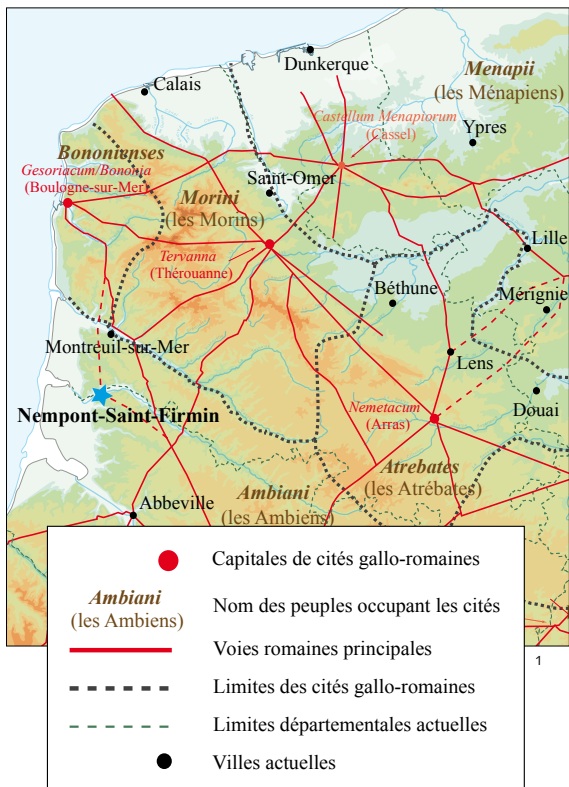 Dunkerque
Menapii
(les Ménapiens)
Calais
Castellum Menapiorum
(Cassel)
Ypres
Bononienses
Gesoriacum/Bononia
(Boulogne-sur-Mer)
Saint-Omer
Morini
(les Morins)
Lille
Tervanna
(Thérouanne)
Béthune
Mérignie
Montreuil-sur-Mer
Lens
Nempont-Saint-Firmin
Douai
Nemetacum
(Arras)
Atrebates
(les Atrébates)
Ambiani
(les Ambiens)
Abbeville
Capitales de cités gallo-romaines
Ambiani
(les Ambiens)
Nom des peuples occupant les cités
Voies romaines principales
1
Limites des cités gallo-romaines
Limites départementales actuelles
Villes actuelles